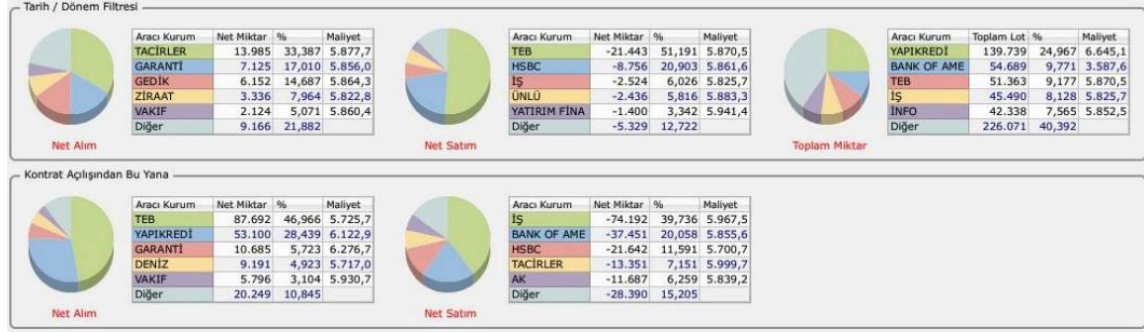 Tarih / Dönem Filtresi
Aracı Kurum Net Miktar % Maliyet
TACİRLER 13.985 33,387 5.877,7
GARANTİ 7.125 17,010 5.856,0
GEDİK 6.152 14,687 5.864,3
ZİRAAT 3.336 7,964 5.822,8
VAKIF 2.124 5,071 5.860,4
Diğer 9.166 21,882
Net Alım
Aracı Kurum Net Miktar % Maliyet
TEB -21.443 51,191 5.870,5
HSBC -8.756 20,903 5.861,6
İŞ -2.524 6,026 5.825,7
ÜNLÜ -2.436 5,816 5.883,3
YATIRIM FİNA -1.400 3,342 5.941,4
Diğer -5.329 12,722
Net Satım
Aracı Kurum Toplam Lot % Maliyet
YAPIKREDİ 139.739 24,967 6.645,1
BANK OF AME 54.689 9,771 3.587,6
TEB 51.363 9,177 5.870,5
İŞ 45.490 8,128 5.825,7
İNFO 42.338 7,565 5.852,5
Diğer 226.071 40,392
Toplam Miktar
Kontrat Açılışından Bu Yana
Aracı Kurum Net Miktar % Maliyet
TEB 87.692 46,966 5.725,7
YAPIKREDİ 53.100 28,439 6.122,9
GARANTİ 10.685 5,723 6.276,7
DENİZ 9.191 4,923 5.717,0
VAKIF 5.796 3,104 5.930,7
Diğer 20.249 10,845
Net Alım
Aracı Kurum Net Miktar % Maliyet
İŞ -74.192 39,736 5.967,5
BANK OF AME -37.451 20,058 5.855,6
HSBC -21.642 11,591 5.700,7
TACİRLER -13.351 7,151 5.999,7
AK -11.687 6,259 5.839,2
Diğer -28.390 15,205
Net Satım